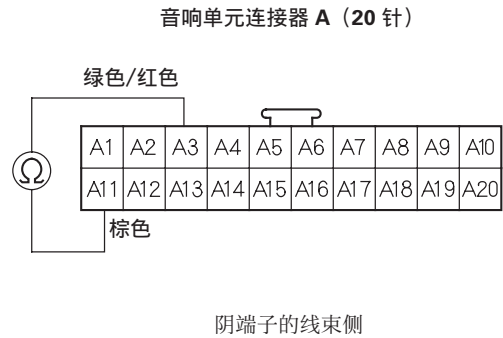 音响单元连接器 A（20 针）
绿色/红色
Ω
A1 A2 A3 A4 A5 A6 A7 A8 A9 A10
A11 A12 A13 A14 A15 A16 A17 A18 A19 A20
棕色
阴端子的线束侧